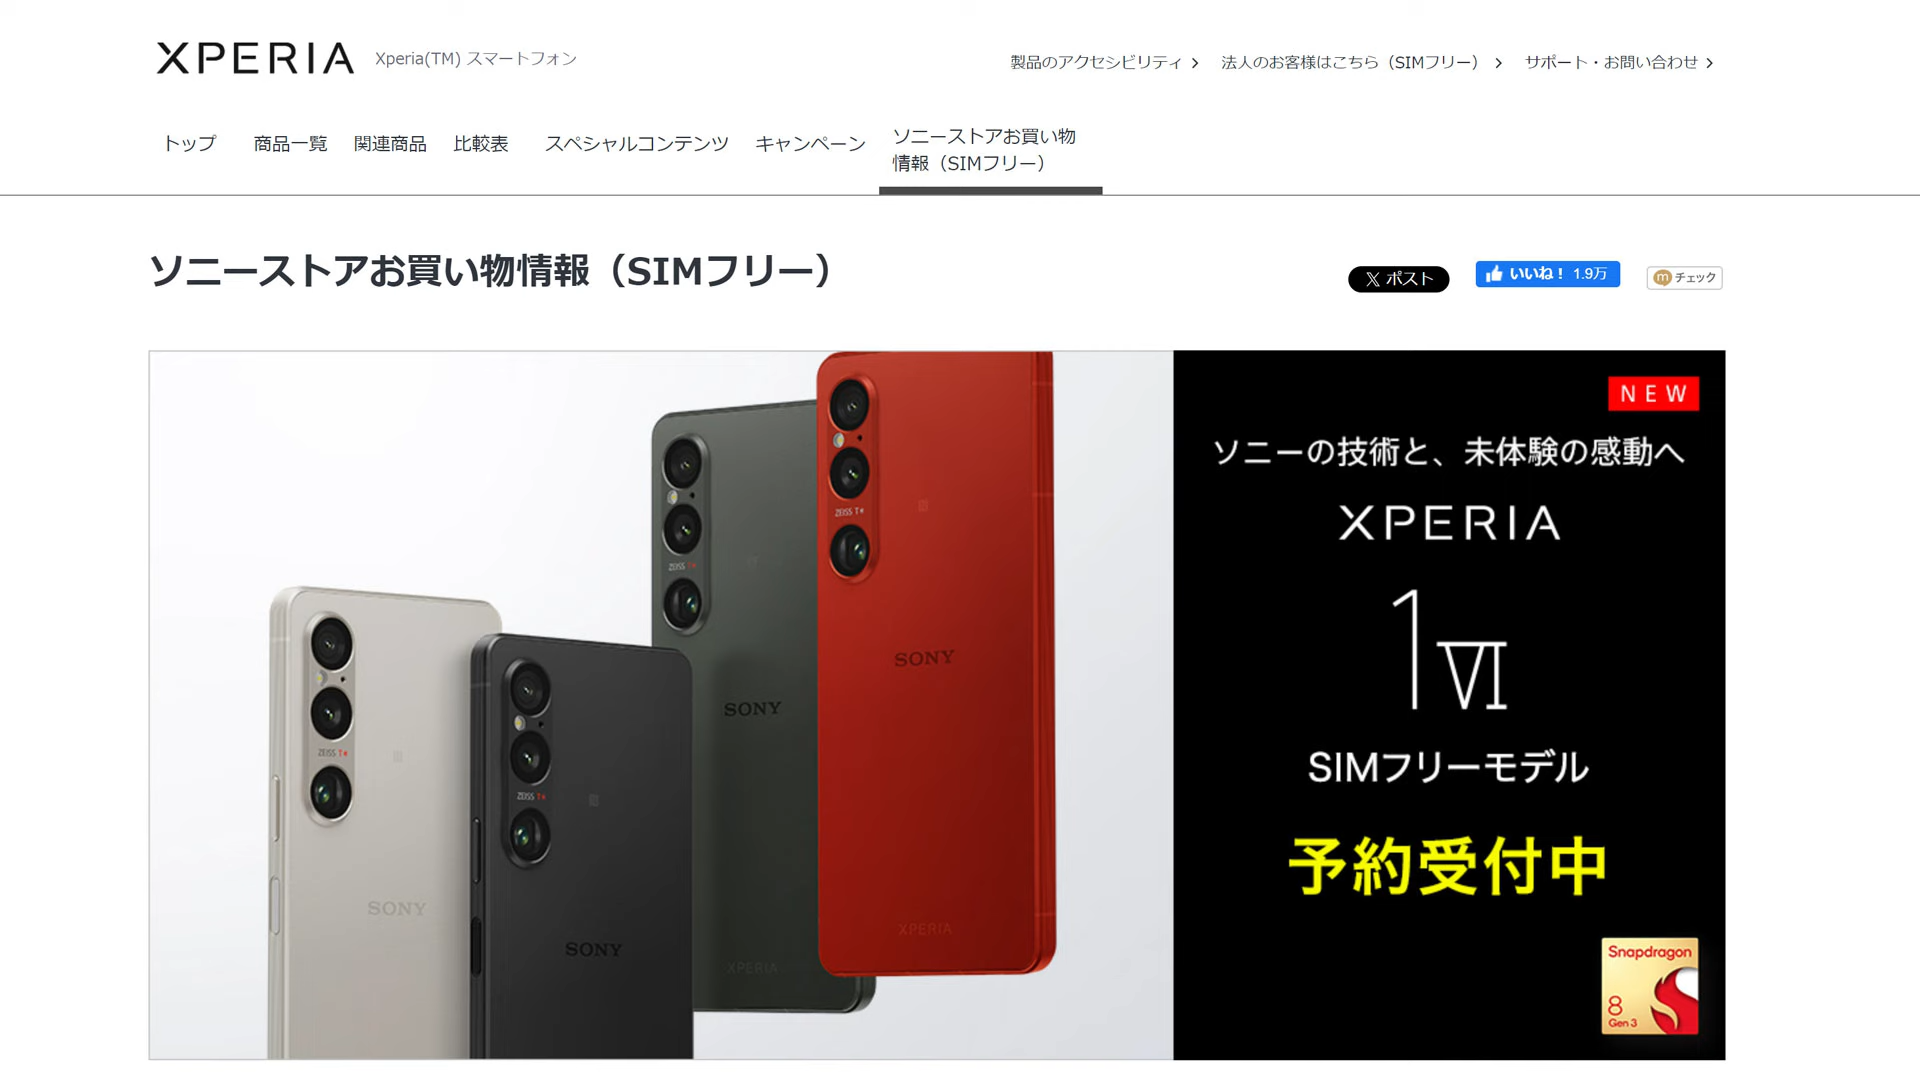 XPERIA Xperia(TM) スマートフォン
製品のアクセシビリティ
法人のお客様はこちら（SIMフリー）
サポート・お問い合わせ
トップ
商品一覧
関連商品
比較表
スペシャルコンテンツ
キャンペーン
ソニーストアお買い物
情報（SIMフリー）
ソニーストアお買い物情報（SIMフリー）
X ポスト
いいね！ 1.9万
m チェック
NEW
ソニーの技術と、未体験の感動へ
XPERIA
1 VI
SIMフリーモデル
予約受付中
Snapdragon
8
Gen 3
ZEISS T*
SONY
ZEISS T*
SONY
ZEISS T*
SONY
XPERIA
ZEISS T*
SONY
XPERIA